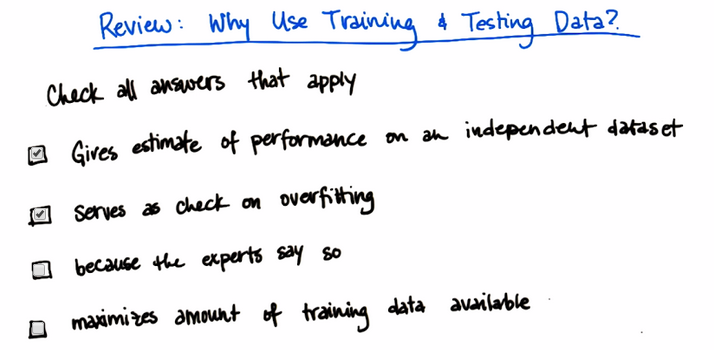 Review: Why Use Training & Testing Data?
Check all answers that apply
Gives estimate of performance on an independent dataset
serves as check on overfitting
because the experts say so
maximizes amount of training data available